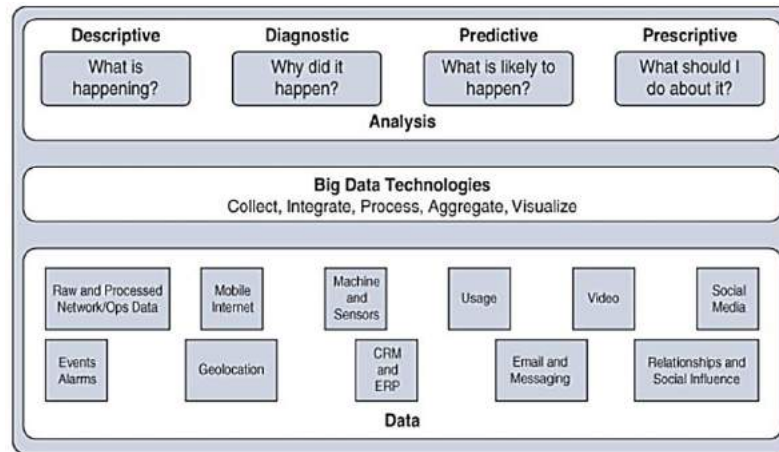 Descriptive
Diagnostic
Predictive
Prescriptive
What is
happening?
Why did it
happen?
What is likely to
happen?
What should I
do about it?
Analysis
Big Data Technologies
Collect, Integrate, Process, Aggregate, Visualize
Raw and Processed
Network/Ops Data
Mobile
Internet
Machine
and
Sensors
Usage
Video
Social
Media
Events
Alarms
Geolocation
CRM
and
ERP
Email and
Messaging
Relationships and
Social Influence
Data